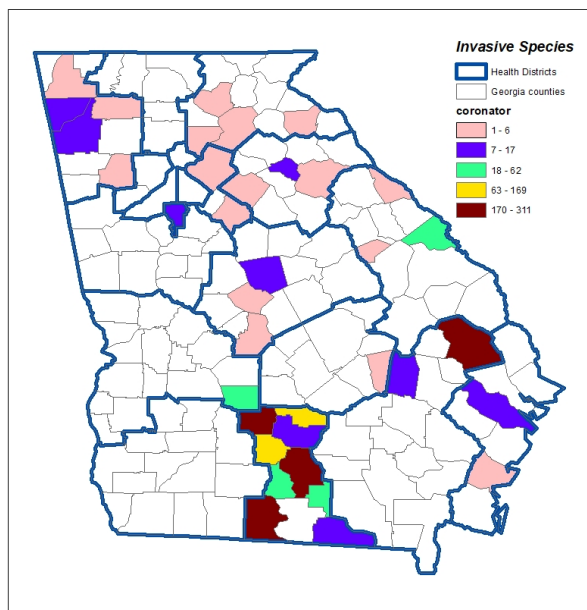 Invasive Species
Health Districts
Georgia counties
coronator
1 - 6
7 - 17
18 - 62
63 - 169
170 - 311